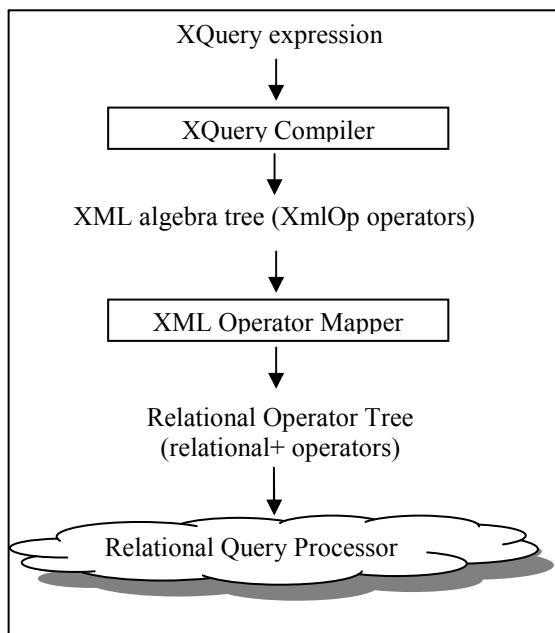 XQuery expression
XQuery Compiler
XML algebra tree (XmlOp operators)
XML Operator Mapper
Relational Operator Tree
(relational+ operators)
Relational Query Processor